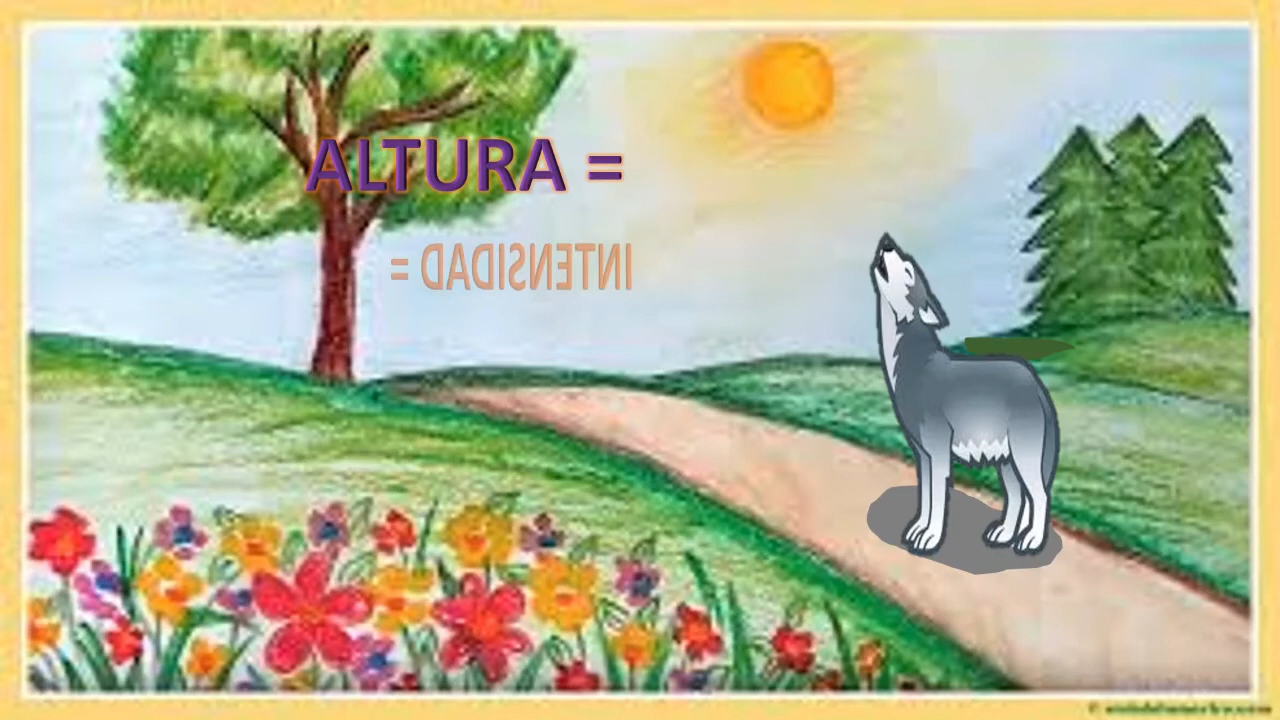 ALTURA =
INTENSIDAD =